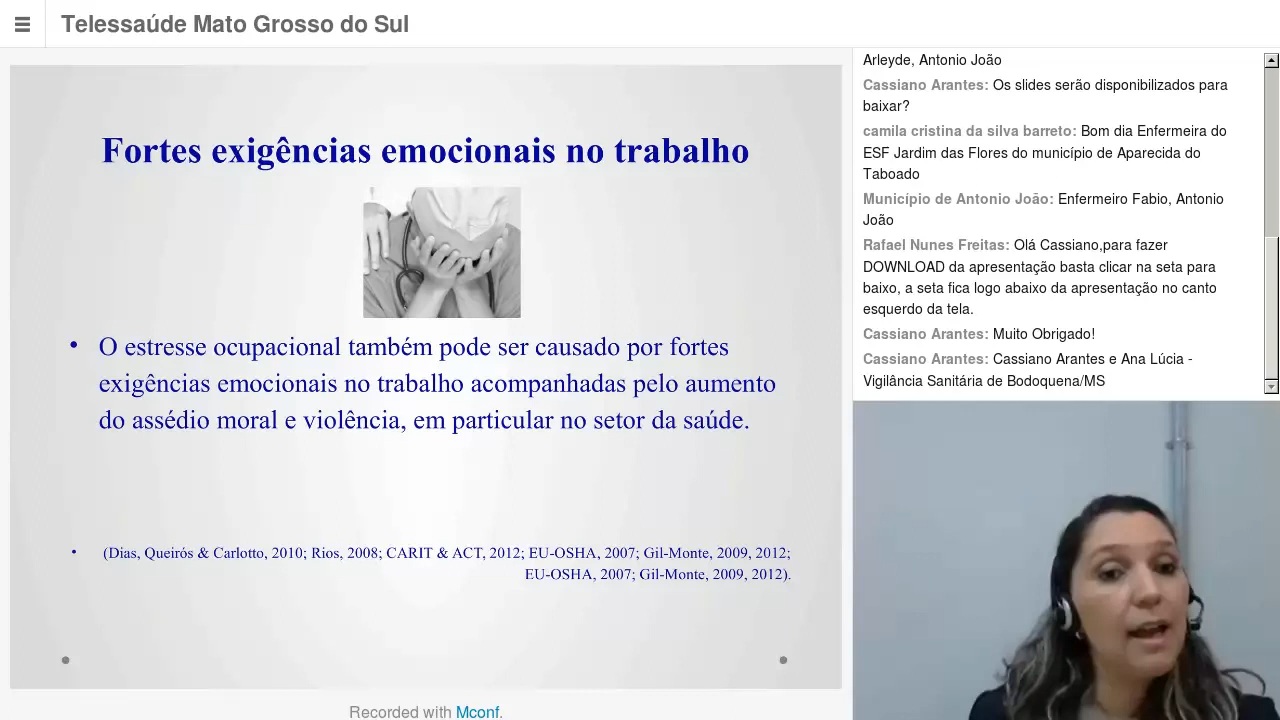 Telessaúde Mato Grosso do Sul
Fortes exigências emocionais no trabalho
• O estresse ocupacional também pode ser causado por fortes
exigências emocionais no trabalho acompanhadas pelo aumento
do assédio moral e violência, em particular no setor da saúde.
• (Dias, Queirós & Carlotto, 2010; Rios, 2008; CARIT & ACT, 2012; EU-OSHA, 2007; Gil-Monte, 2009, 2012;
EU-OSHA, 2007; Gil-Monte, 2009, 2012).
Recorded with Mconf.
Arleyde, Antonio João
Cassiano Arantes: Os slides serão disponibilizados para
baixar?
camila cristina da silva barreto: Bom dia Enfermeira do
ESF Jardim das Flores do município de Aparecida do
Taboado
Município de Antonio João: Enfermeiro Fabio, Antonio
João
Rafael Nunes Freitas: Olá Cassiano,para fazer
DOWNLOAD da apresentação basta clicar na seta para
baixo, a seta fica logo abaixo da apresentação no canto
esquerdo da tela.
Cassiano Arantes: Muito Obrigado!
Cassiano Arantes: Cassiano Arantes e Ana Lúcia -
Vigilância Sanitária de Bodoquena/MS